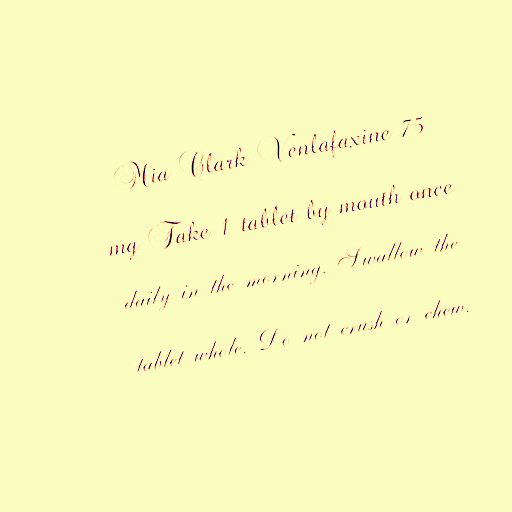 Mia Clark Venlafaxine 75
mg Take 1 tablet by mouth once
daily in the morning. Swallow the
tablet whole. Do not crush or chew.